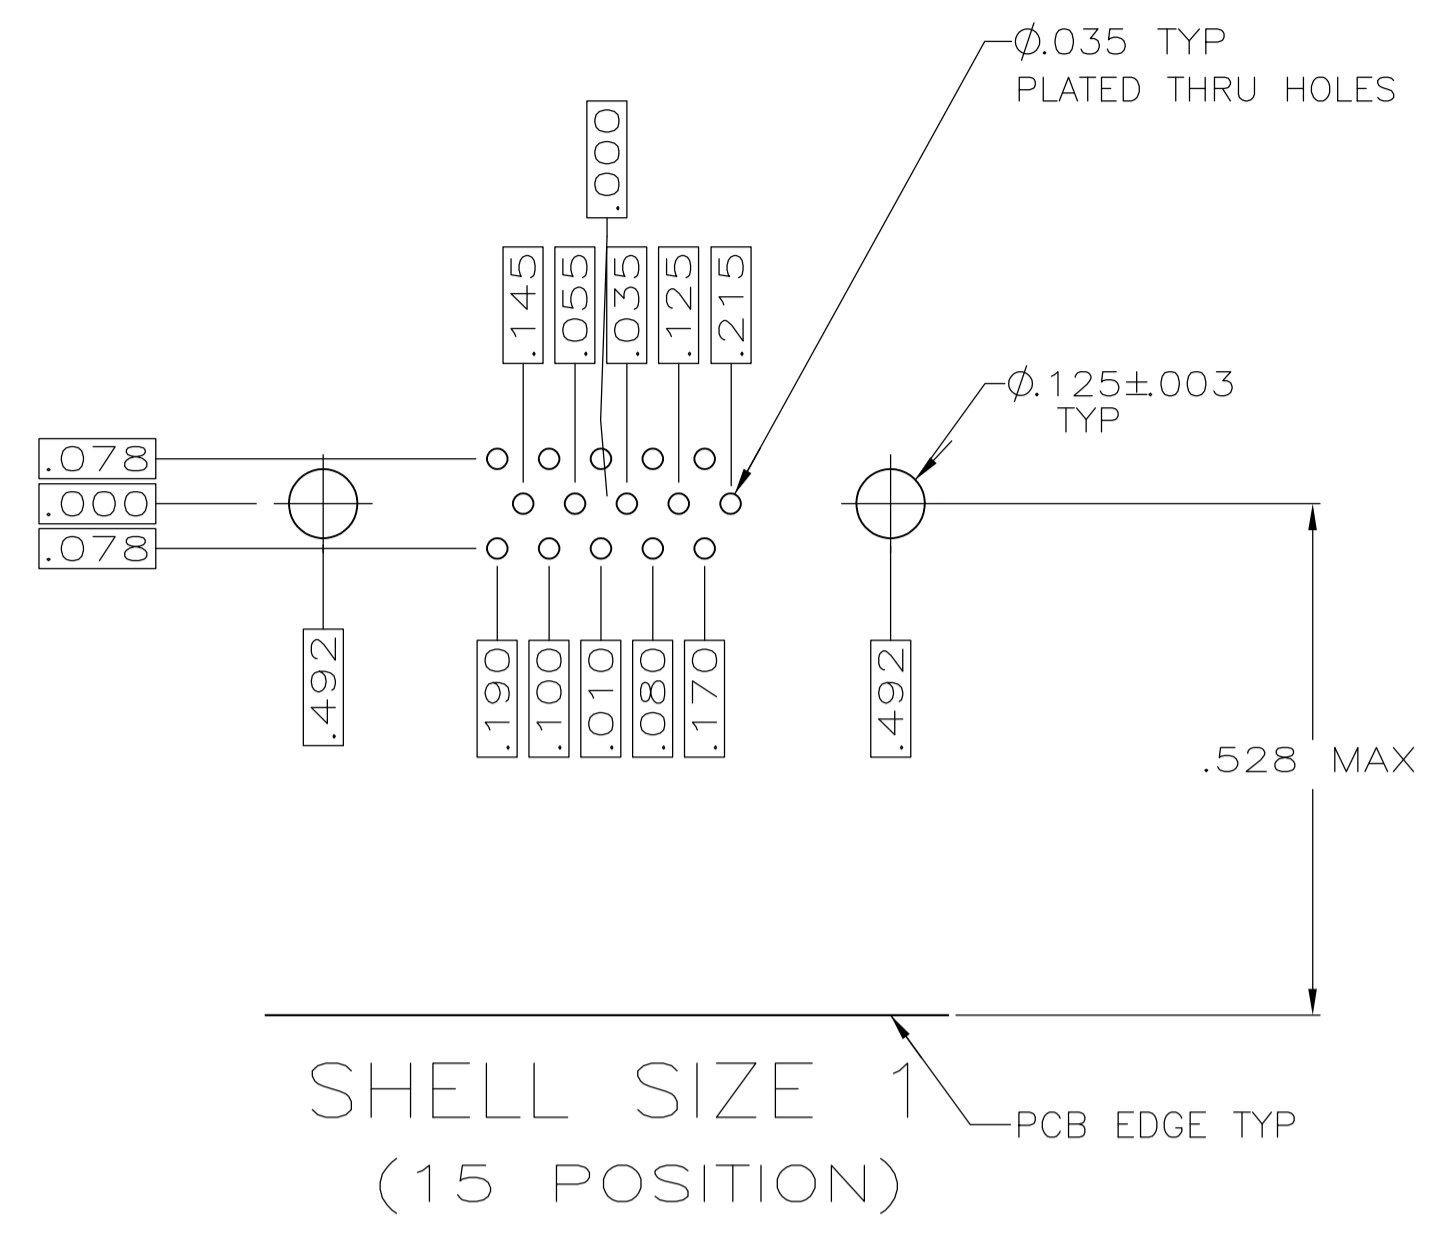 Ø.035 TYP
PLATED THRU HOLES
.000
.145
.055
.035
.125
.215
Ø.125±.003
TYP
.078
.000
.078
.492
.190
.100
.010
.080
.170
.492
.528 MAX
SHELL SIZE 1
(15 POSITION)
PCB EDGE TYP